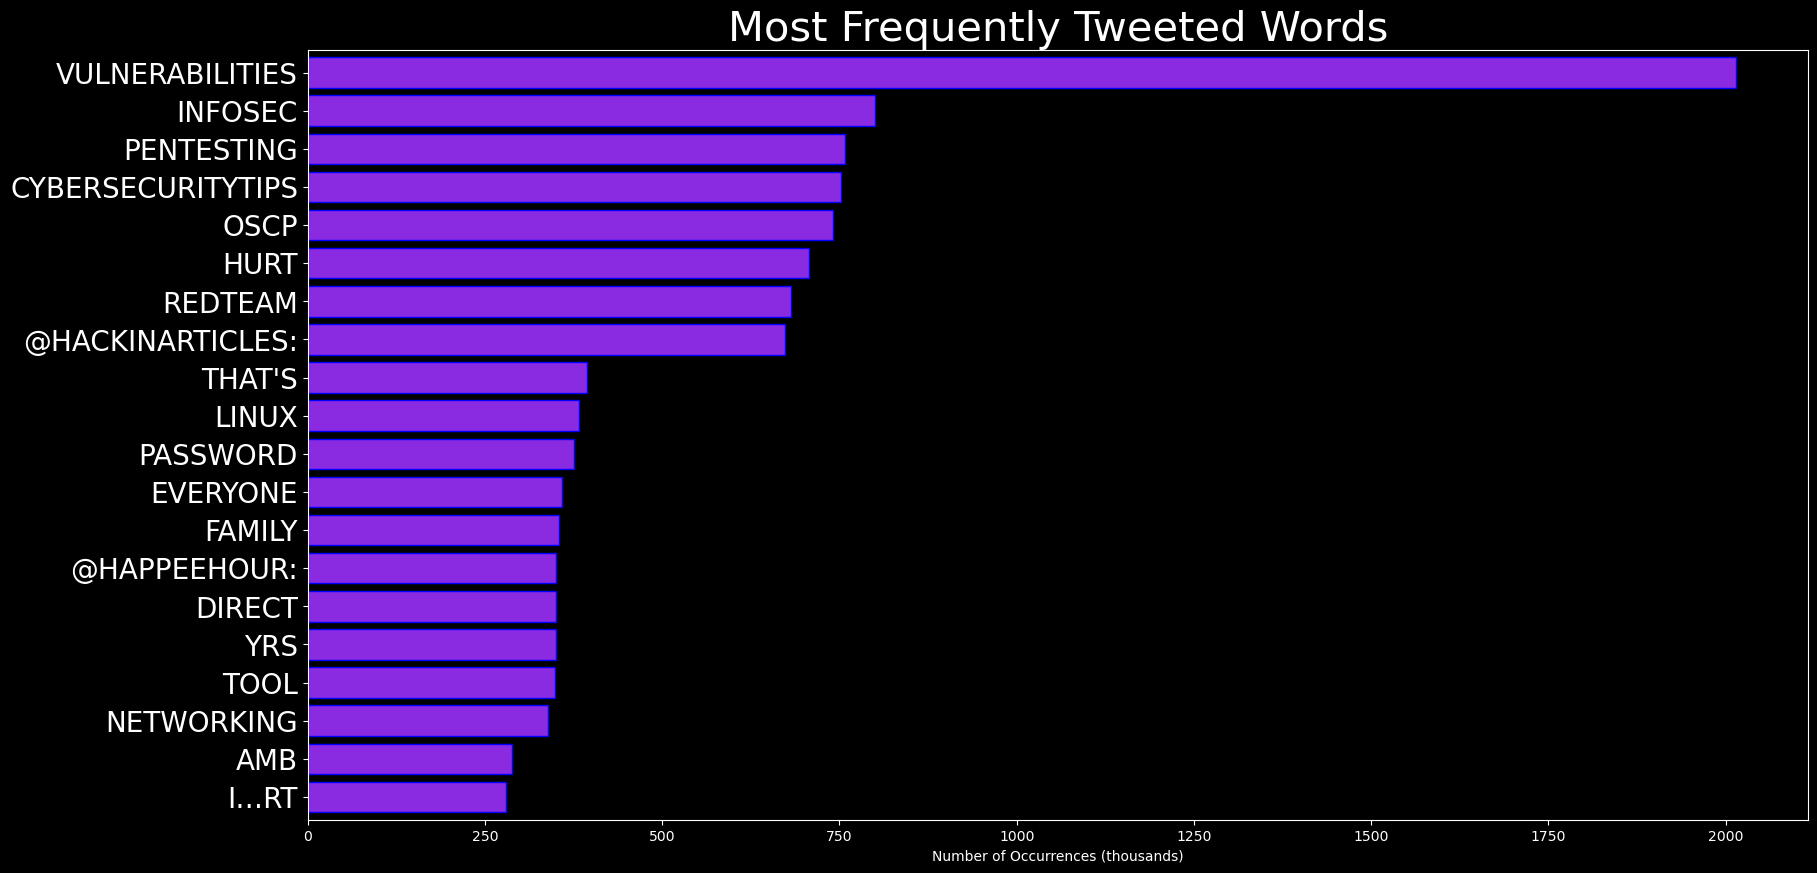 Most Frequently Tweeted Words
VULNERABILITIES
INFOSEC
PENTESTING
CYBERSECURITYTIPS
OSCP
HURT
REDTEAM
@HACKINARTICLES:
THAT'S
LINUX
PASSWORD
EVERYONE
FAMILY
@HAPPEEHOUR:
DIRECT
YRS
TOOL
NETWORKING
AMB
I…RT
0 250 500 750 1000 1250 1500 1750 2000
Number of Occurrences (thousands)